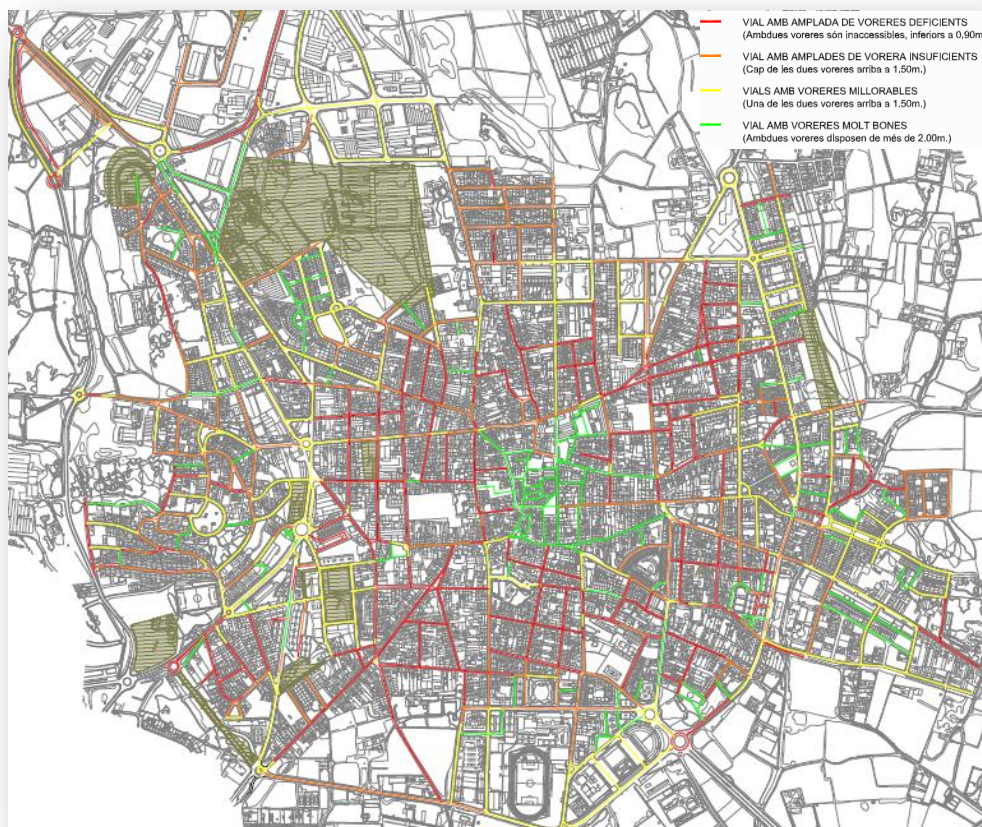 VIAL AMB AMPLADA DE VORERES DEFICIENTS
(Ambdues voreres són inaccessibles, inferiors a 0,90m
VIAL AMB AMPLADES DE VORERA INSUFICIENTS
(Cap de les dues voreres arriba a 1.50m.)
VIALS AMB VORERES MILLORABLES
(Una de les dues voreres arriba a 1.50m.)
VIAL AMB VORERES MOLT BONES
(Ambdues voreres disposen de més de 2.00m.)